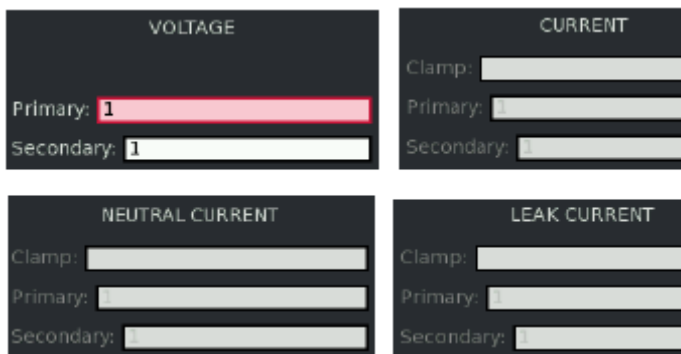 VOLTAGE
Primary: 1
Secondary: 1
CURRENT
Clamp:
Primary: 1
Secondary: 1
NEUTRAL CURRENT
Clamp:
Primary: 1
Secondary: 1
LEAK CURRENT
Clamp:
Primary: 1
Secondary: 1